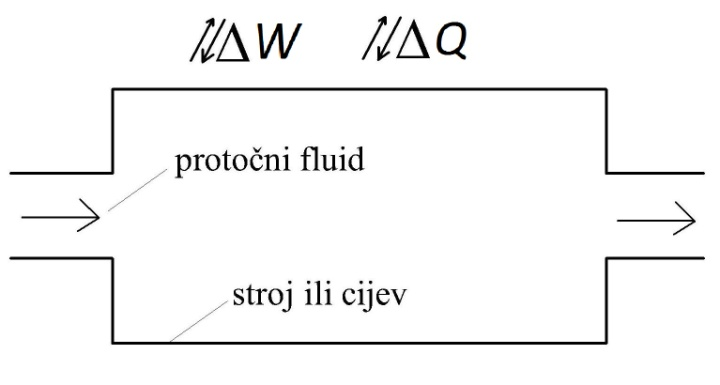 ΔW ΔQ
protočni fluid
stroj ili cijev